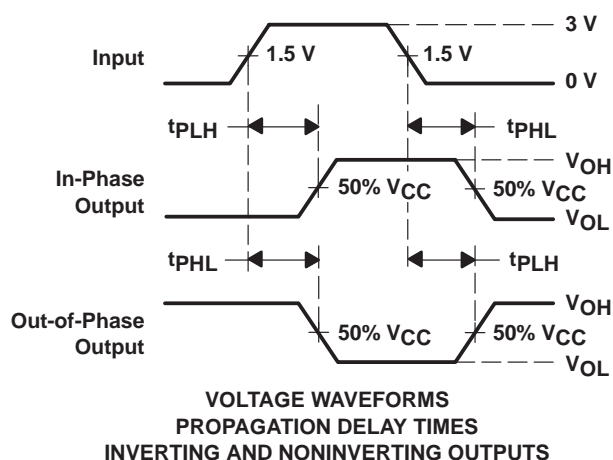 3 V
Input
1.5 V
1.5 V
0 V
tPLH
tPHL
VOH
In-Phase
Output
50% VCC
50% VCC
VOL
tPHL
tPLH
VOH
Out-of-Phase
Output
50% VCC
50% VCC
VOL
VOLTAGE WAVEFORMS
PROPAGATION DELAY TIMES
INVERTING AND NONINVERTING OUTPUTS